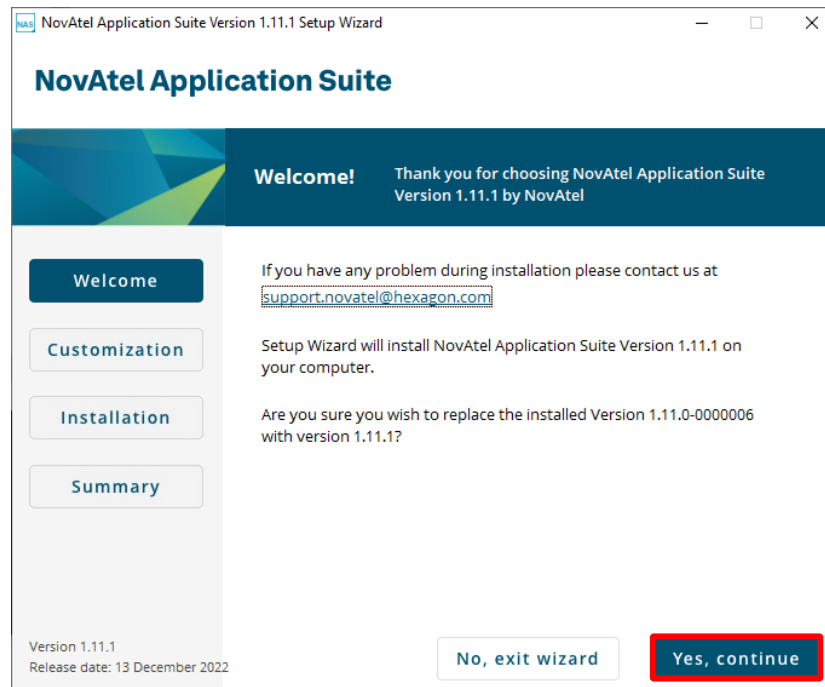 NAS NovAtel Application Suite Version 1.11.1 Setup Wizard
NovAtel Application Suite
Welcome! Thank you for choosing NovAtel Application Suite
Version 1.11.1 by NovAtel
Welcome
Customization
Installation
Summary
If you have any problem during installation please contact us at
support.novatel@hexagon.com
Setup Wizard will install NovAtel Application Suite Version 1.11.1 on
your computer.
Are you sure you wish to replace the installed Version 1.11.0-0000006
with version 1.11.1?
Version 1.11.1
Release date: 13 December 2022
No, exit wizard
Yes, continue